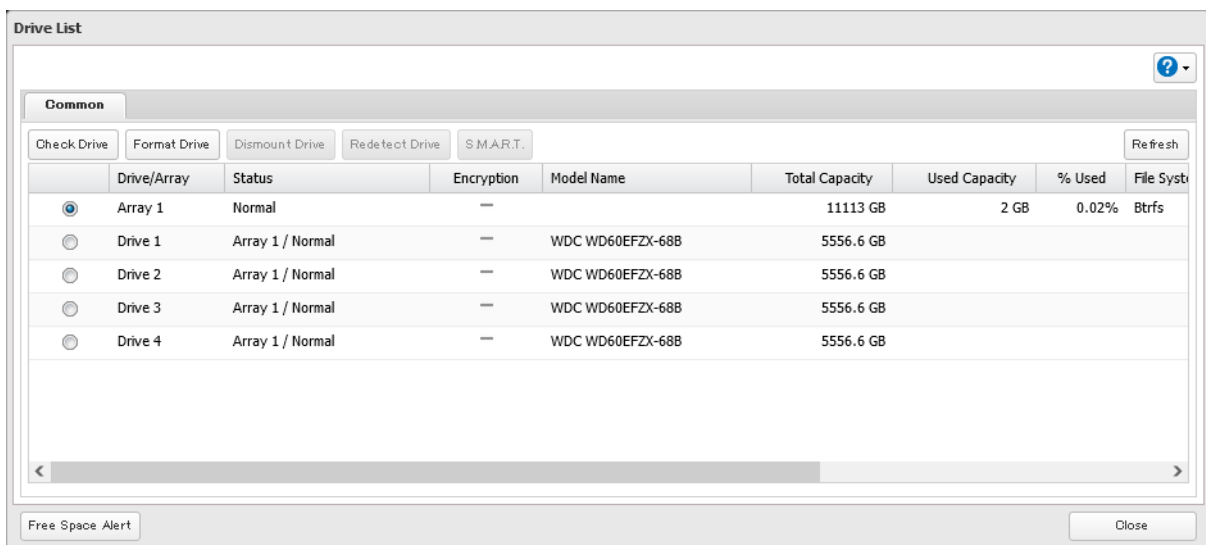 Drive List
Common
Check Drive Format Drive Dismount Drive Redetect Drive S.M.A.R.T. Refresh
Drive/Array Status Encryption Model Name Total Capacity Used Capacity % Used File Syst
Array 1 Normal — 11113 GB 2 GB 0.02% Btrfs
Drive 1 Array 1 / Normal — WDC WD60EFZX-68B 5556.6 GB
Drive 2 Array 1 / Normal — WDC WD60EFZX-68B 5556.6 GB
Drive 3 Array 1 / Normal — WDC WD60EFZX-68B 5556.6 GB
Drive 4 Array 1 / Normal — WDC WD60EFZX-68B 5556.6 GB
Free Space Alert Close